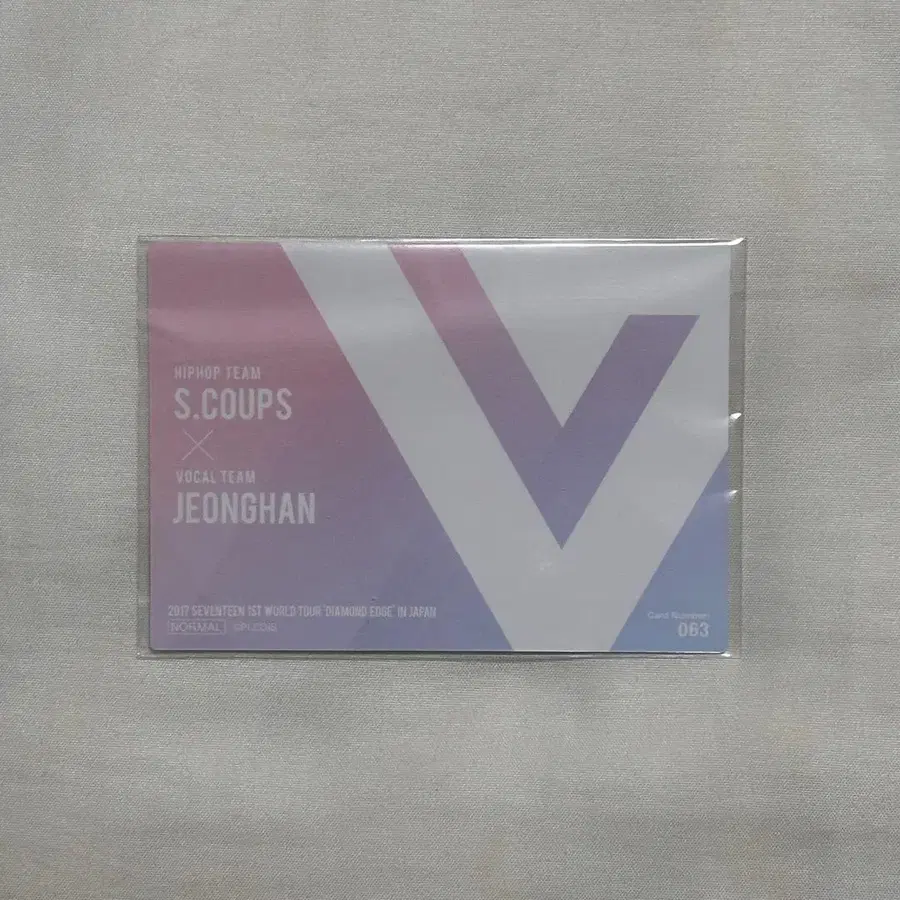 HIPHOP TEAM
S.COUPS
×
VOCAL TEAM
JEONGHAN
2017 SEVENTEEN 1ST WORLD TOUR 'DIAMOND EDGE' IN JAPAN
NORMAL
Card Number:
063